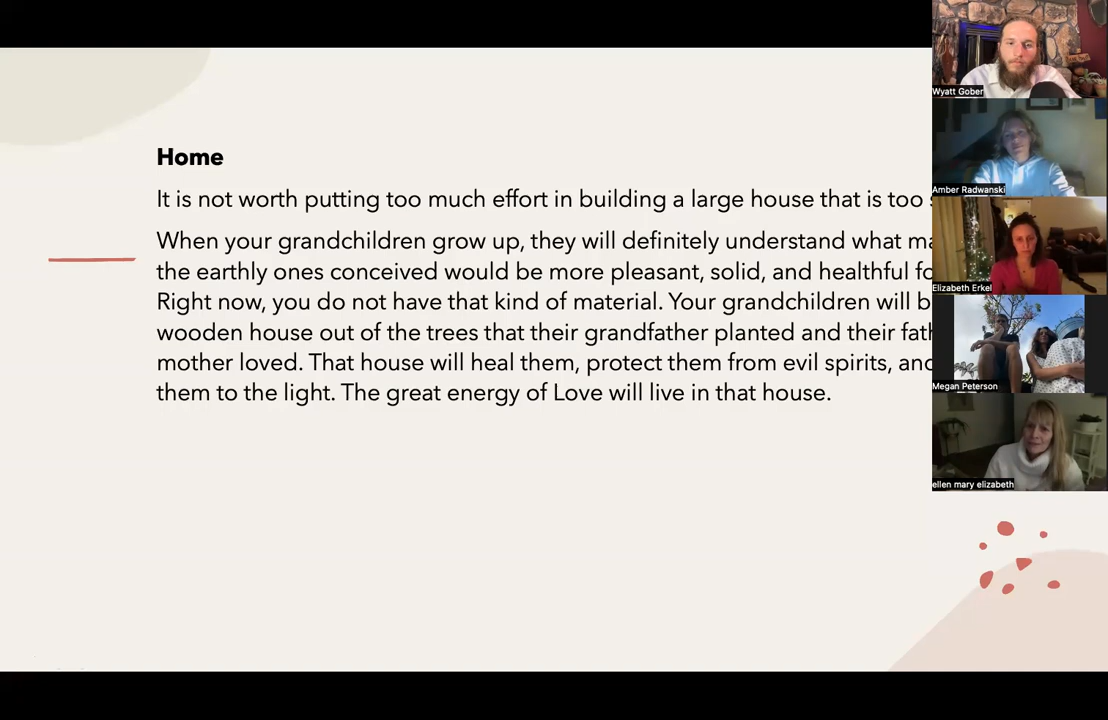 Home
It is not worth putting too much effort in building a large house that is too
When your grandchildren grow up, they will definitely understand what
the earthly ones conceived would be more pleasant, solid, and healthful
Right now, you do not have that kind of material. Your grandchildren will
wooden house out of the trees that their grandfather planted and their
mother loved. That house will heal them, protect them from evil spirits,
them to the light. The great energy of Love will live in that house.
Wyatt Gober
Amber Radwanski
Elizabeth Erkel
Megan Peterson
ellen mary elizabeth